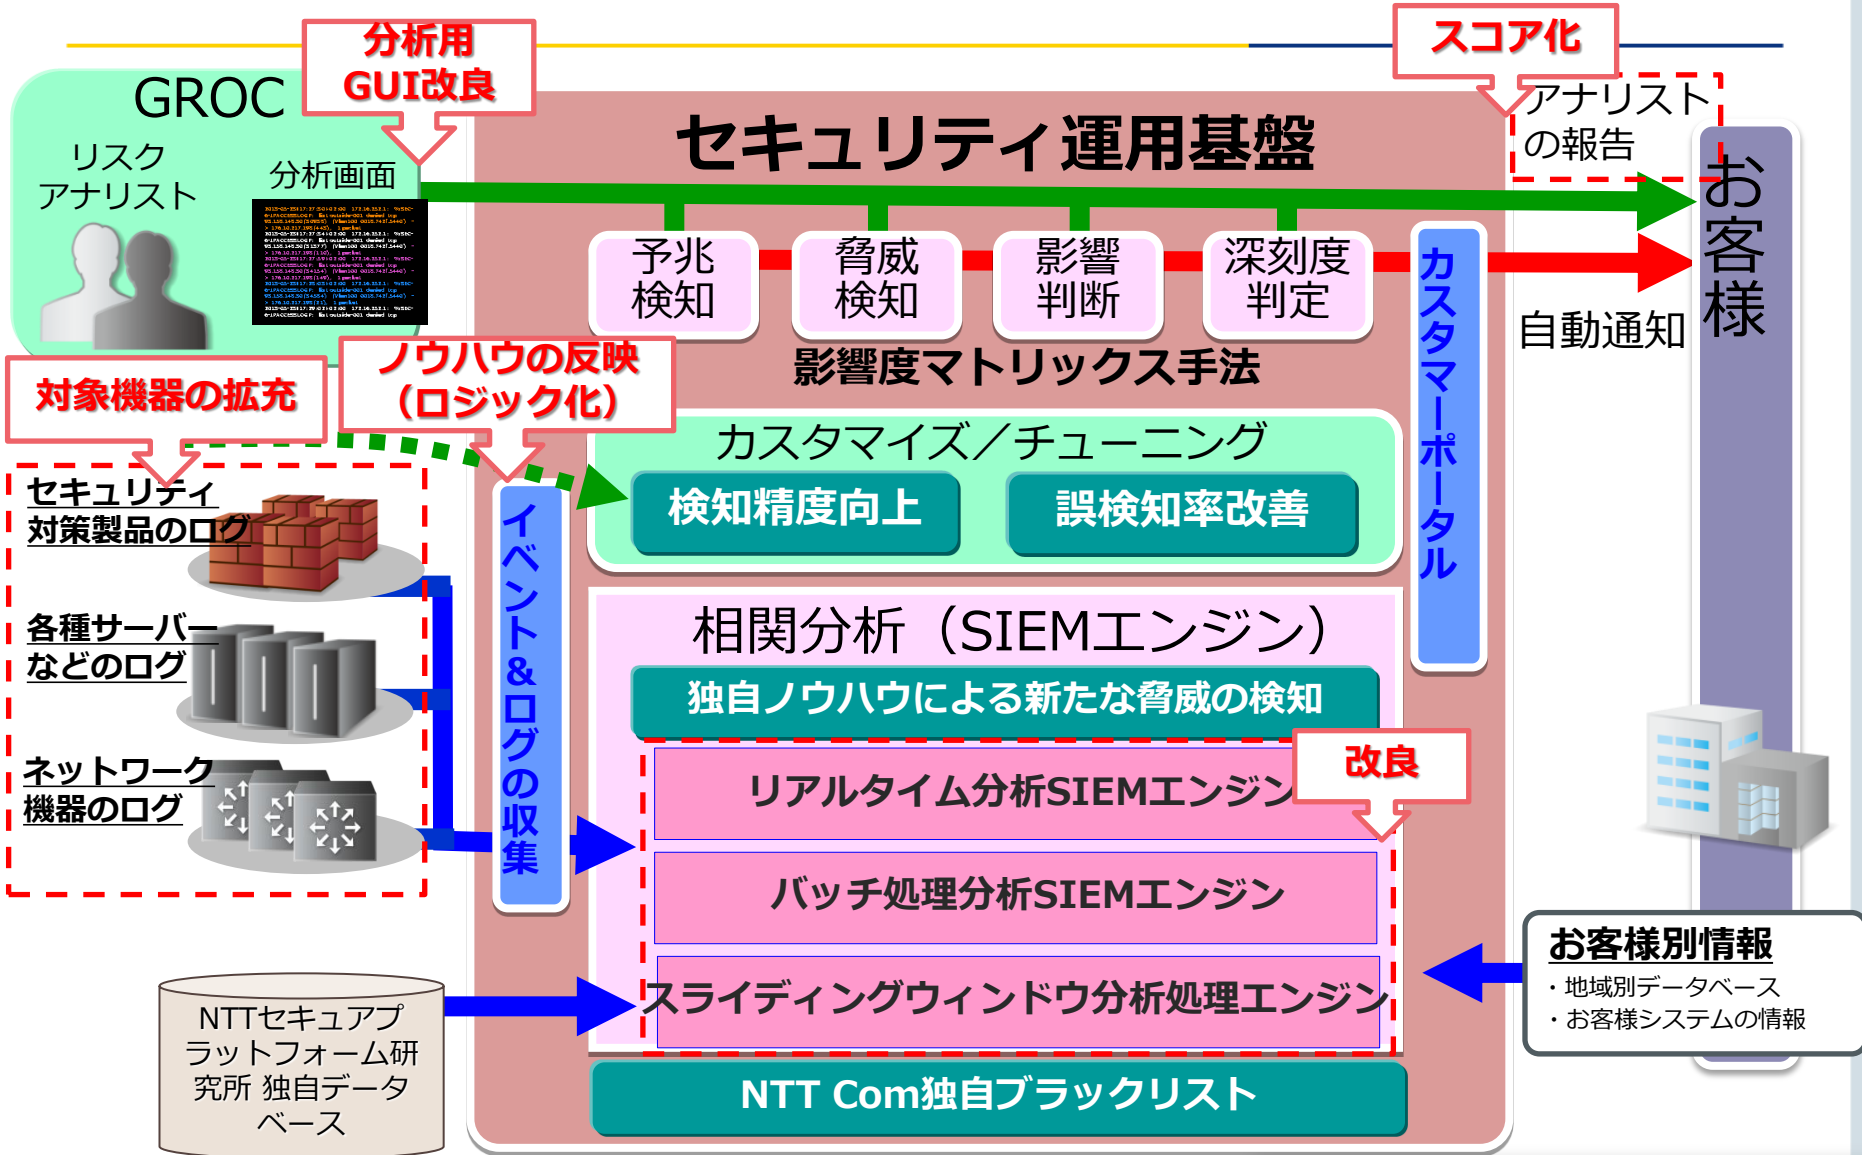 分析用
GUI改良
スコア化
GROC
リスク
アナリスト
分析画面
セキュリティ運用基盤
アナリスト
の報告
お客様
予兆
検知
脅威
検知
影響
判断
深刻度
判定
自動通知
影響度マトリックス手法
カスタマーポータル
対象機器の拡充
ノウハウの反映
（ロジック化）
カスタマイズ／チューニング
検知精度向上
誤検知率改善
セキュリティ
対策製品のログ
各種サーバー
などのログ
ネットワーク
機器のログ
イベント＆ログの収集
相関分析（SIEMエンジン）
独自ノウハウによる新たな脅威の検知
改良
リアルタイム分析SIEMエンジン
バッチ処理分析SIEMエンジン
スライディングウィンドウ分析処理エンジン
NTT Com独自ブラックリスト
NTTセキュアプ
ラットフォーム研
究所 独自データ
ベース
お客様別情報
・地域別データベース
・お客様システムの情報